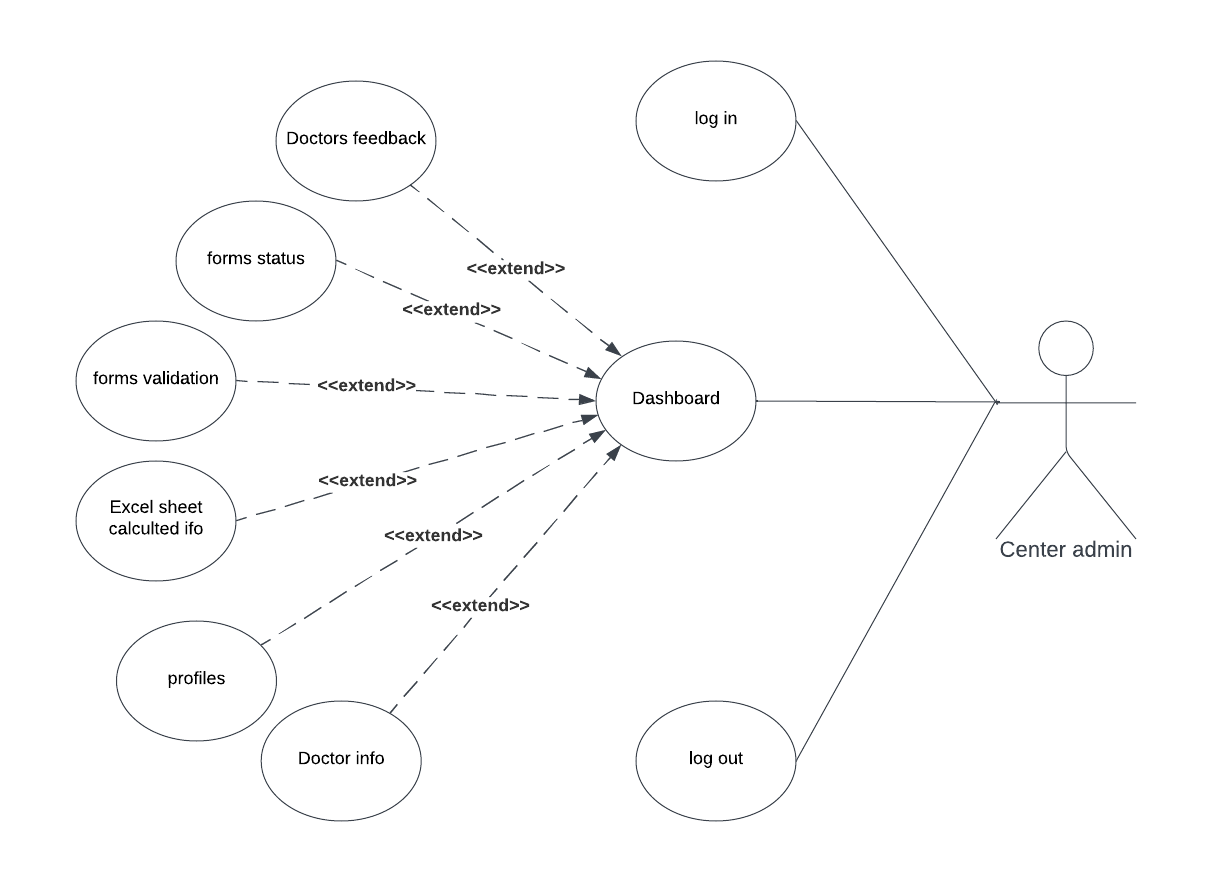 log in
Doctors feedback
forms status
<<extend>>
<<extend>>
forms validation
<<extend>>
Dashboard
<<extend>>
Excel sheet
calculted ifo
<<extend>>
Center admin
<<extend>>
profiles
Doctor info
log out